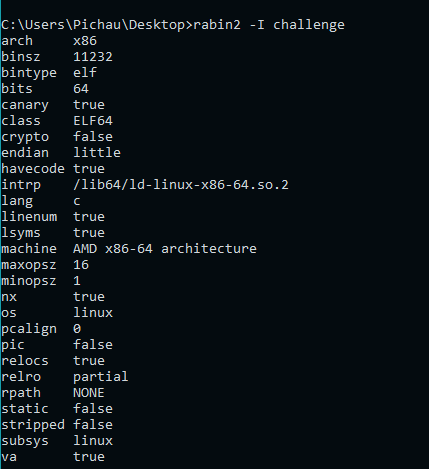 C:\Users\Pichau\Desktop>rabin2 -I challenge
arch     x86
binsz    11232
bintype  elf
bits     64
canary   true
class    ELF64
crypto   false
endian   little
havecode true
intrp    /lib64/ld-linux-x86-64.so.2
lang     c
linenum  true
lsyms    true
machine  AMD x86-64 architecture
maxopsz  16
minopsz  1
nx       true
os       linux
pcalign  0
pic      false
relocs   true
relro    partial
rpath    NONE
static   false
stripped false
subsys   linux
va       true